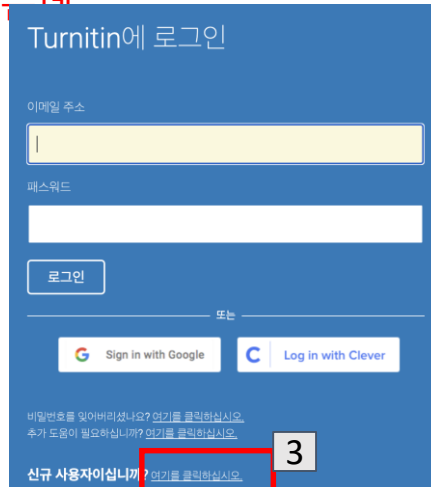 Turnitin에 로그인
이메일 주소
패스워드
로그인
또는
Sign in with Google
Log in with Clever
비밀번호를 잊어버리셨나요? 여기를 클릭하십시오.
추가 도움이 필요하십니까? 여기를 클릭하십시오.
3
신규 사용자이십니까? 여기를 클릭하십시오.